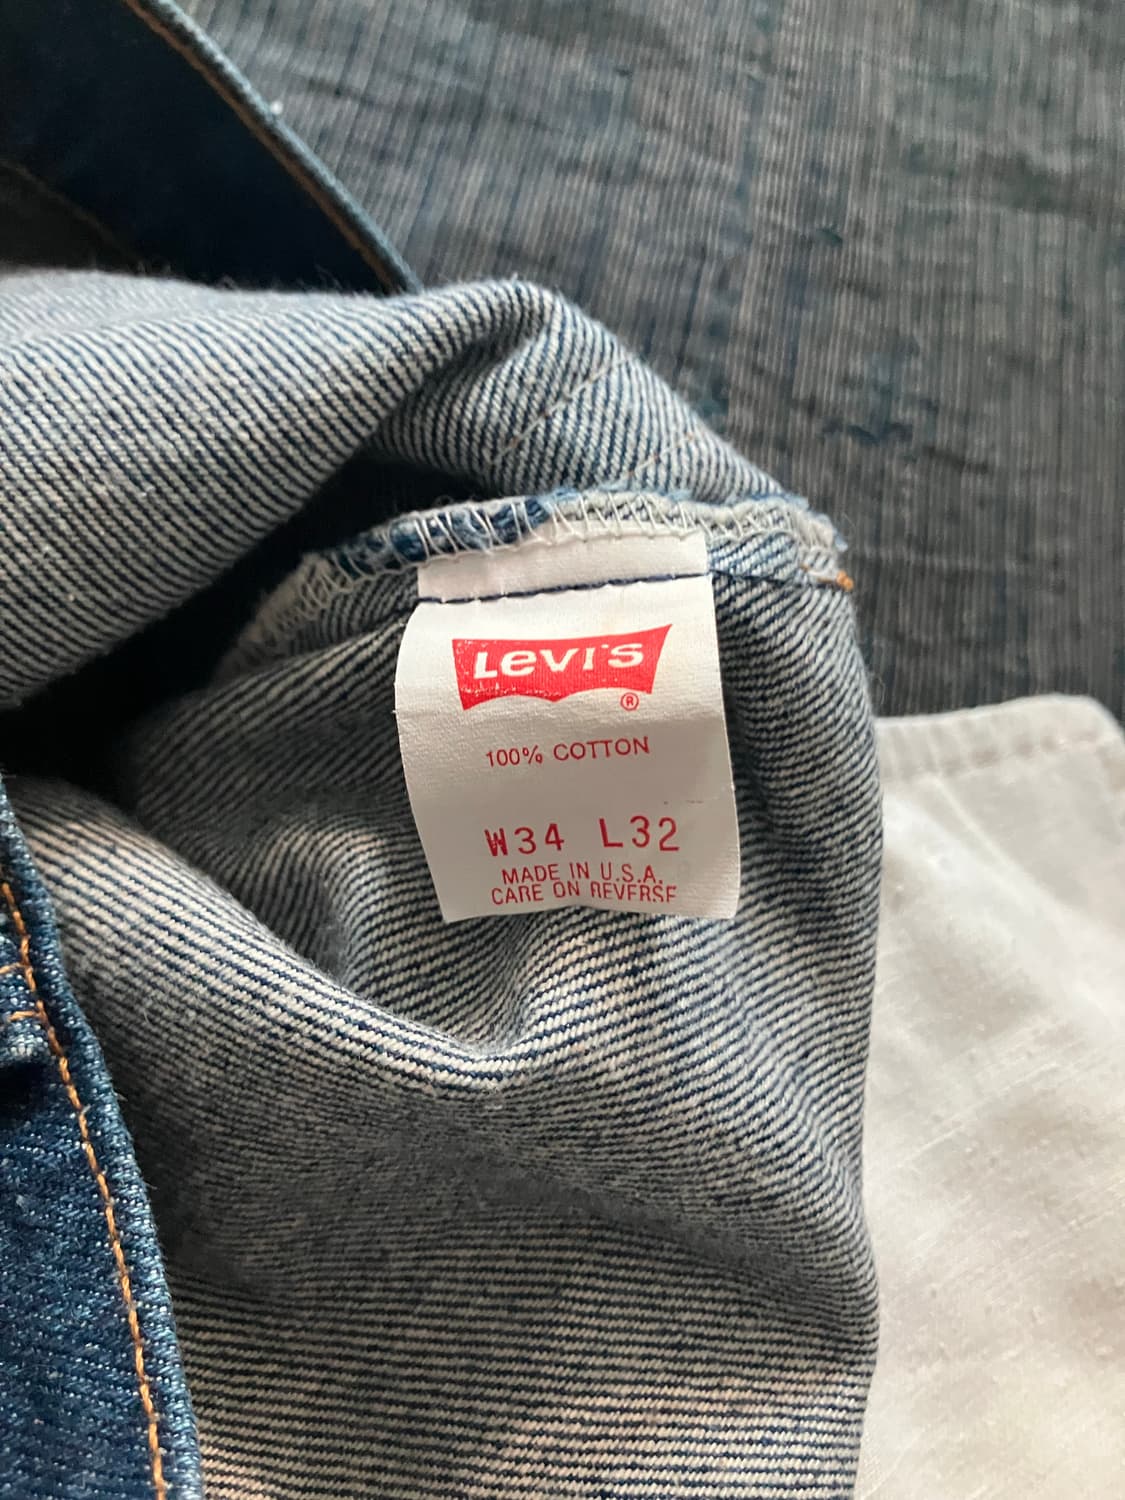 LEVI'S
®
100% COTTON
W34 L32
MADE IN U.S.A.
CARE ON REVERSE